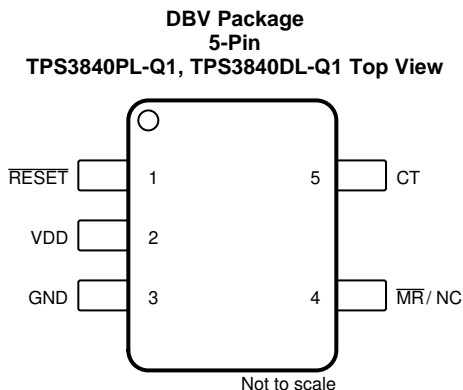 DBV Package
5-Pin
TPS3840PL-Q1, TPS3840DL-Q1 Top View
RESET 1 5 CT
VDD 2
GND 3 4 MR / NC
Not to scale